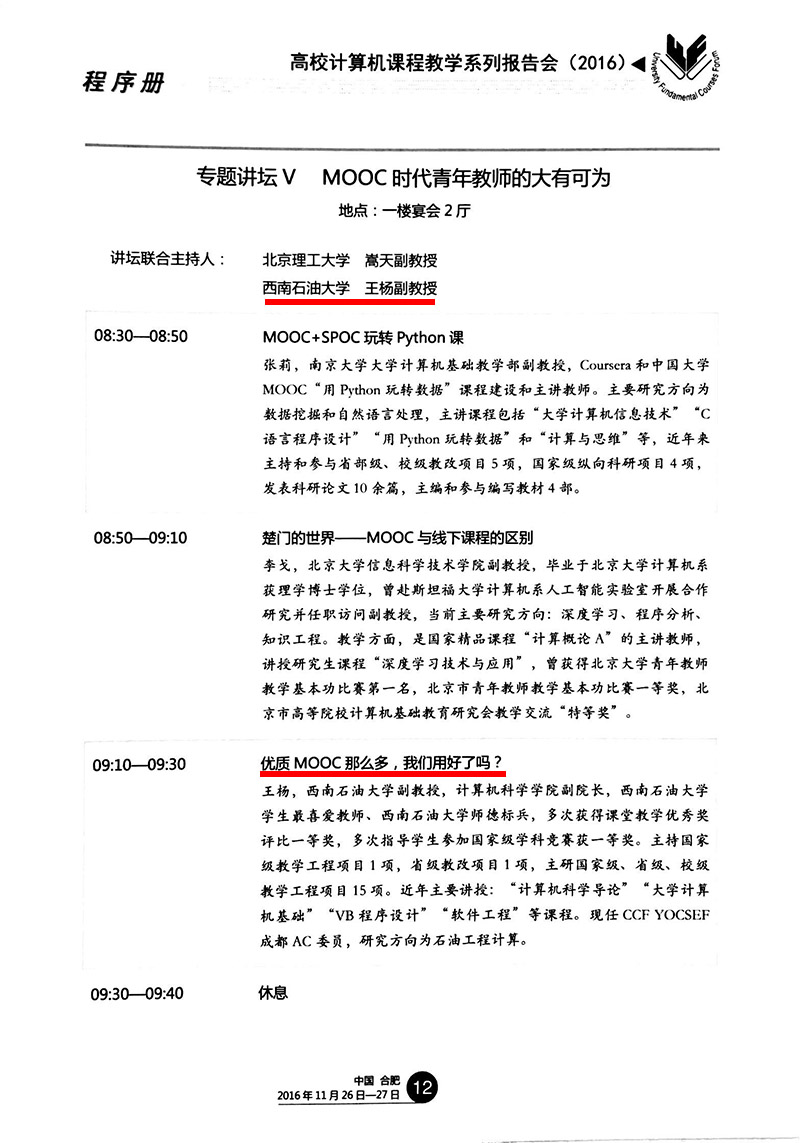 程序册
高校计算机课程教学系列报告会（2016）
University Fundamental Courses Forum
专题讲坛 V MOOC 时代青年教师的大有可为
地点：一楼宴会 2 厅
讲坛联合主持人： 北京理工大学 嵩天副教授
西南石油大学 王杨副教授
08:30—08:50 MOOC+SPOC 玩转 Python 课
张莉，南京大学大学计算机基础教学部副教授，Coursera 和中国大学
MOOC“用 Python 玩转数据”课程建设和主讲教师。主要研究方向为
数据挖掘和自然语言处理，主讲课程包括“大学计算机信息技术”“C
语言程序设计”“用 Python 玩转数据”和“计算与思维”等，近年来
主持和参与省部级、校级教改项目 5 项，国家级纵向科研项目 4 项，
发表科研论文 10 余篇，主编和参与编写教材 4 部。
08:50—09:10 楚门的世界——MOOC 与线下课程的区别
李戈，北京大学信息科学技术学院副教授，毕业于北京大学计算机系
获理学博士学位，曾赴斯坦福大学计算机系人工智能实验室开展合作
研究并任职访问副教授，当前主要研究方向：深度学习、程序分析、
知识工程。教学方面，是国家精品课程“计算概论 A”的主讲教师，
讲授研究生课程“深度学习技术与应用”，曾获得北京大学青年教师
教学基本功比赛第一名，北京市青年教师教学基本功比赛一等奖，北
京市高等院校计算机基础教育研究会教学交流“特等奖”。
09:10—09:30 优质 MOOC 那么多，我们用好了吗？
王杨，西南石油大学副教授，计算机科学学院副院长，西南石油大学
学生最喜爱教师、西南石油大学师德标兵，多次获得课堂教学优秀奖
评比一等奖，多次指导学生参加国家级学科竞赛获一等奖。主持国家
级教学工程项目 1 项，省级教改项目 1 项，主研国家级、省级、校级
教学工程项目 15 项。近年主要讲授：“计算机科学导论”“大学计算
机基础”“VB 程序设计”“软件工程”等课程。现任 CCF YOCSEF
成都 AC 委员，研究方向为石油工程计算。
09:30—09:40 休息
中国 合肥
2016 年 11 月 26 日—27 日
12